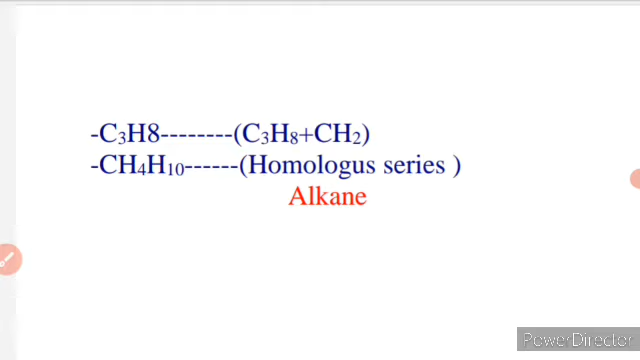 -C₃H8--------(C₃H₈+CH₂)
-CH₄H₁₀------(Homologus series )
Alkane
PowerDirector